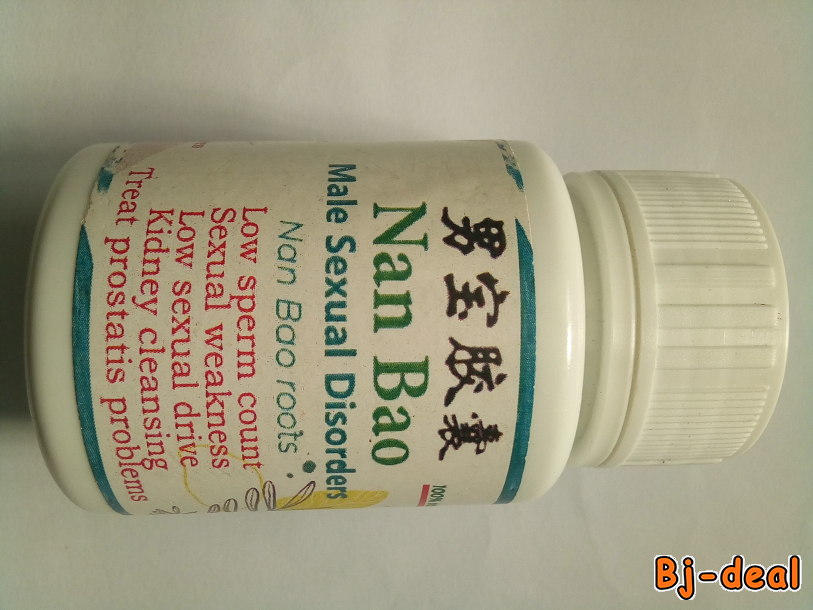 男宝胶囊
Nan Bao
Male Sexual Disorders
Nan Bao roots
Low sperm count
Sexual weakness
Low sexual drive
Kidney cleansing
Treat prostatis problems
100%
Bj-deal